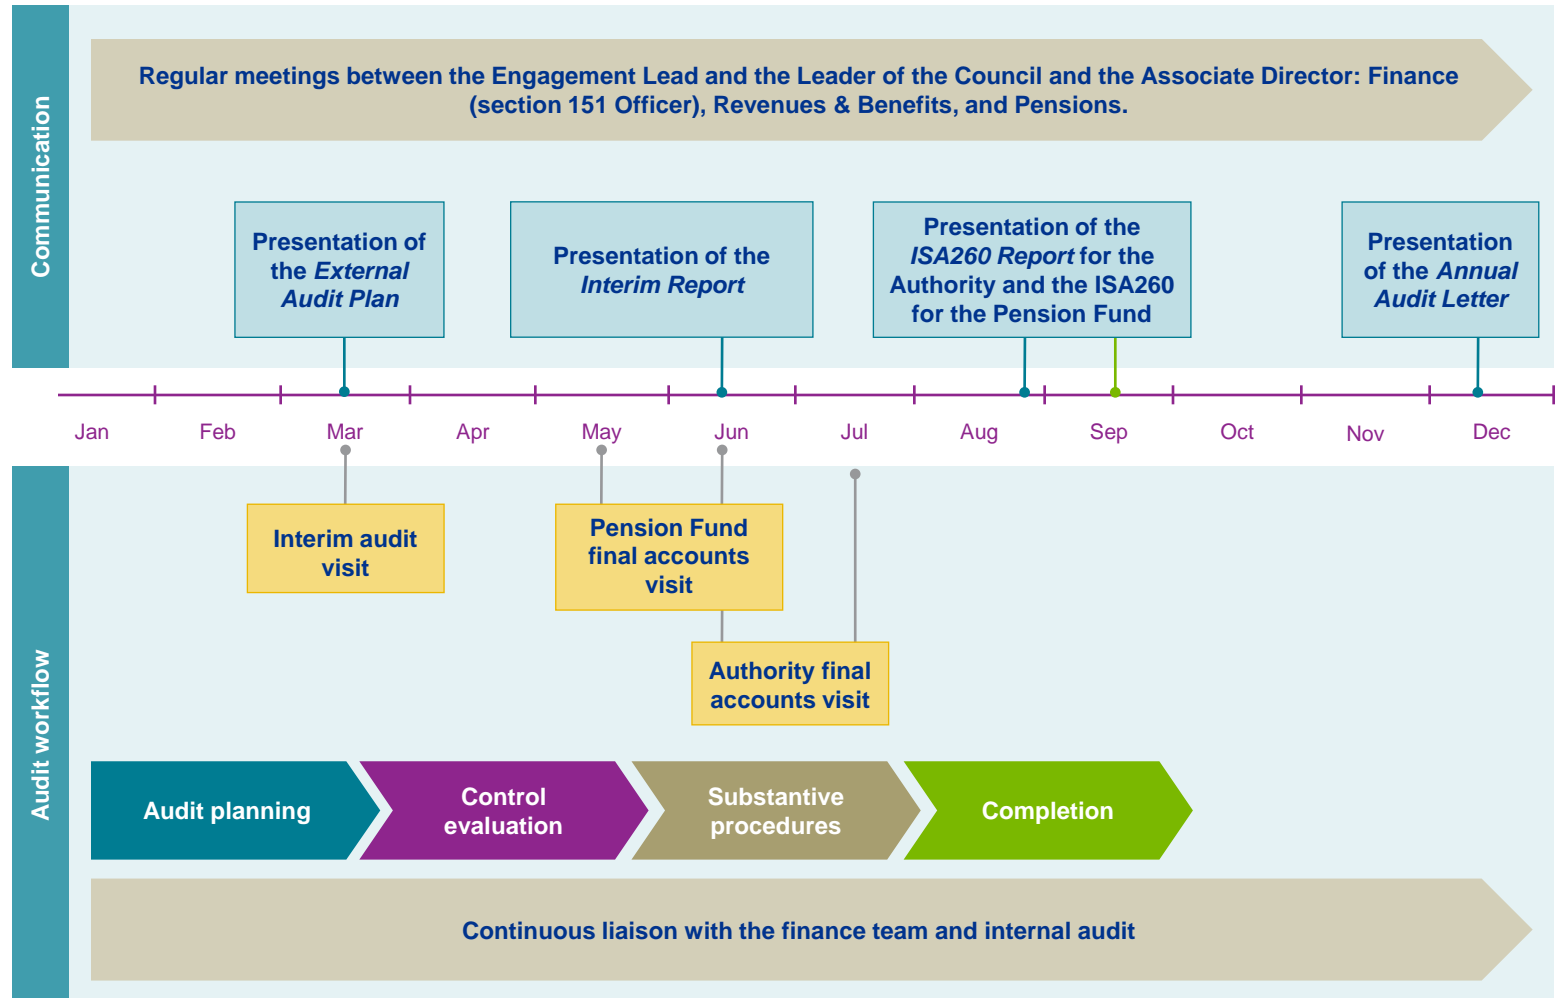 Communication
Regular meetings between the Engagement Lead and the Leader of the Council and the Associate Director: Finance
(section 151 Officer), Revenues & Benefits, and Pensions.
Presentation of
the External
Audit Plan
Presentation of the
Interim Report
Presentation of the
ISA260 Report for the
Authority and the ISA260
for the Pension Fund
Presentation
of the Annual
Audit Letter
Jan Feb Mar Apr May Jun Jul Aug Sep Oct Nov Dec
Audit workflow
Interim audit
visit
Pension Fund
final accounts
visit
Authority final
accounts visit
Audit planning
Control
evaluation
Substantive
procedures
Completion
Continuous liaison with the finance team and internal audit